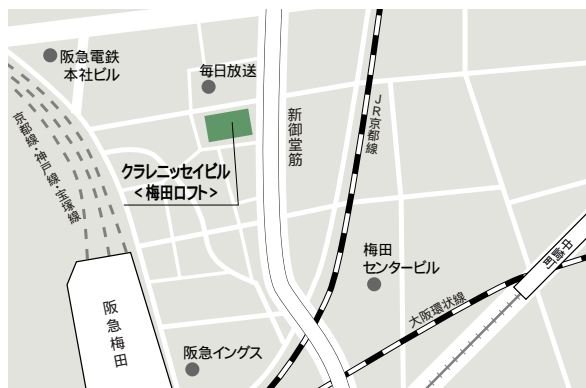 阪急電鉄
本社ビル
毎日放送
京都線・神戸線・宝塚線
クラレニッセイビル
<梅田ロフト>
新御堂筋
JR京都線
梅田
センタービル
中崎町
大阪環状線
阪急梅田
阪急イングス